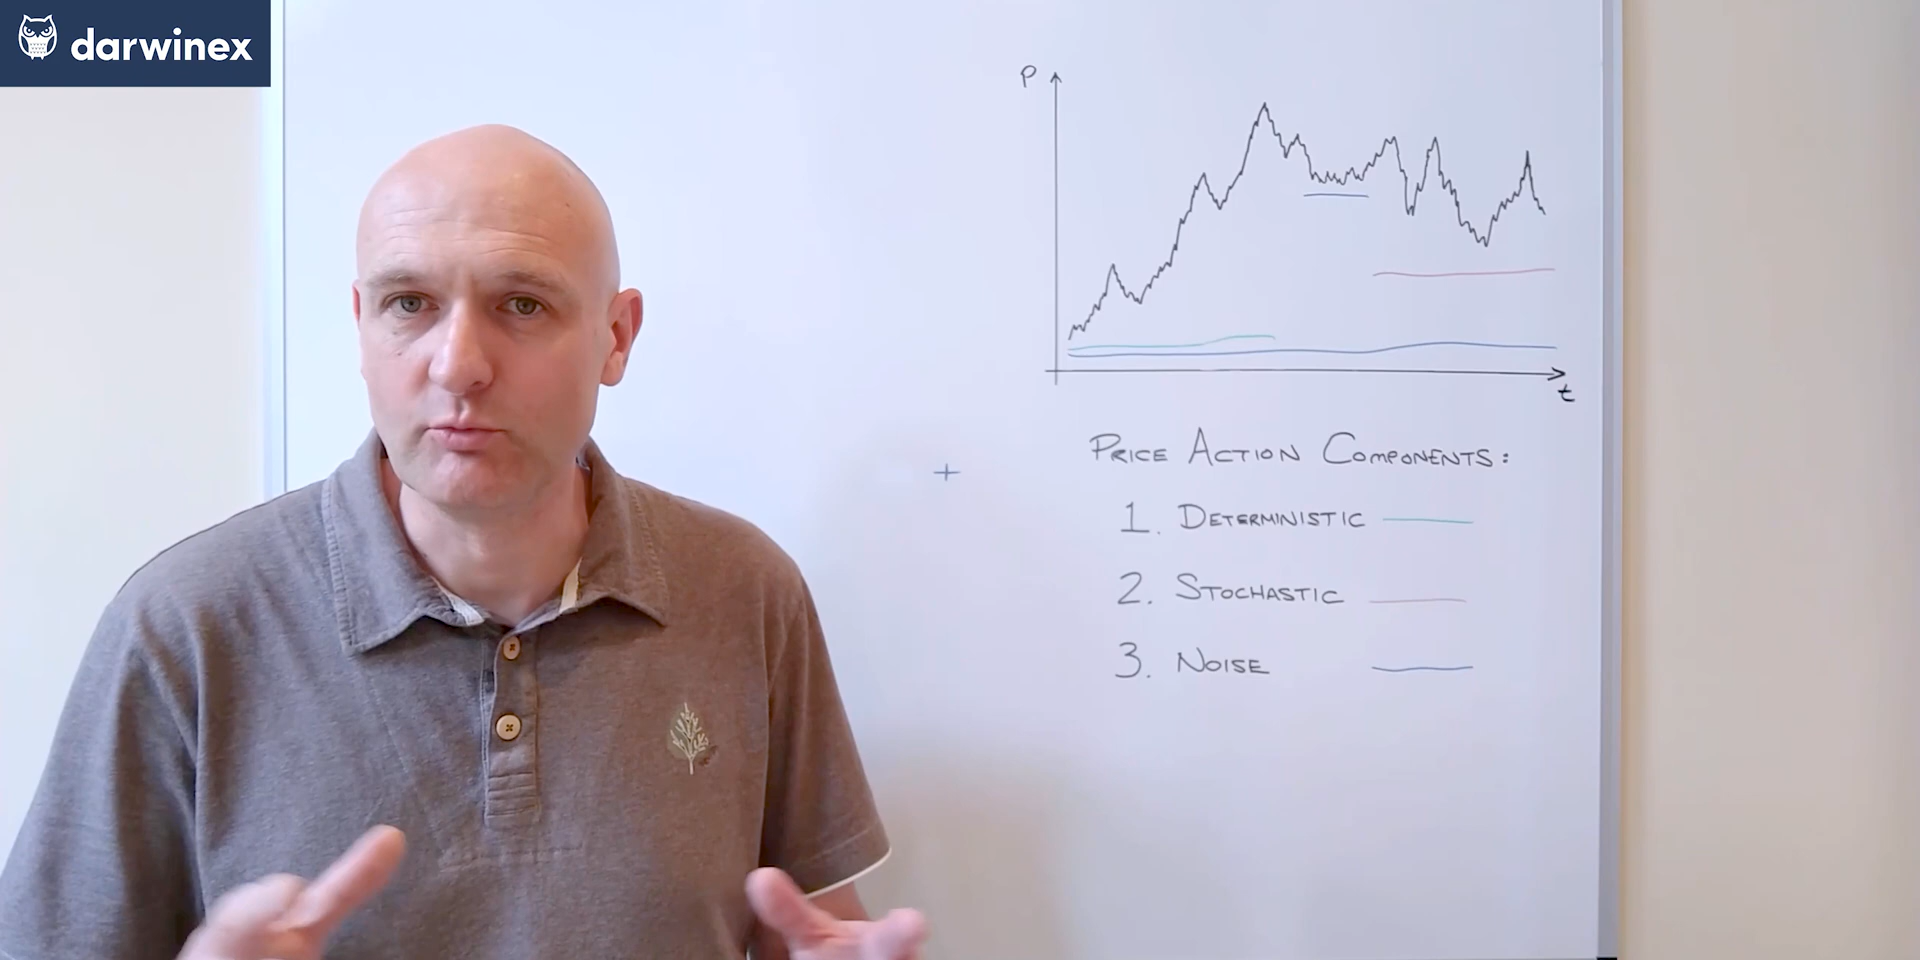 darwinex
P
t
PRICE ACTION COMPONENTS:
1. DETERMINISTIC
2. STOCHASTIC
3. NOISE